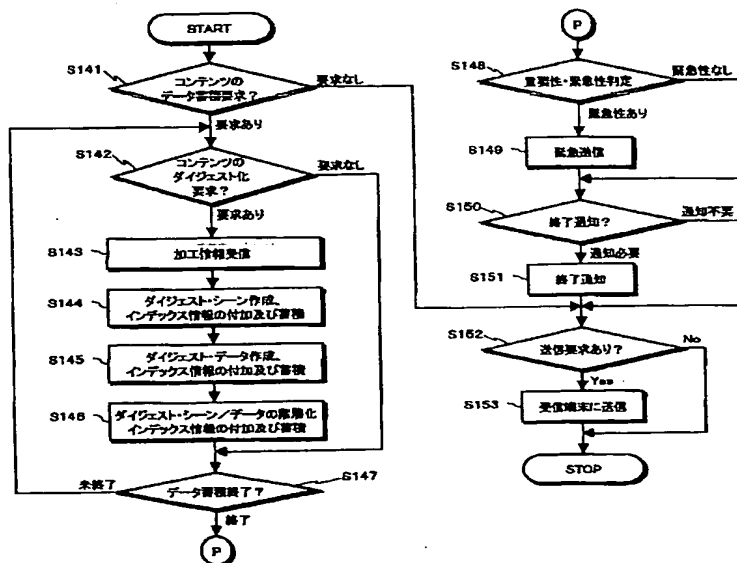 START
S141
コンテンツの
データ蓄積要求？
要求なし
要求あり
S142
コンテンツの
ダイジェスト化
要求？
要求なし
要求あり
S143
加工情報受信
S144
ダイジェスト・シーン作成、
インデックス情報の付加及び蓄積
S145
ダイジェスト・データ作成、
インデックス情報の付加及び蓄積
S146
ダイジェスト・シーン／データの階層化
インデックス情報の付加及び蓄積
S147
データ蓄積終了？
未終了
終了
P
P
S148
重要性・緊急性判定
緊急性なし
緊急性あり
S149
緊急送信
S150
終了通知？
通知不要
通知必要
S151
終了通知
S152
送信要求あり？
No
Yes
S153
受信端末に送信
STOP